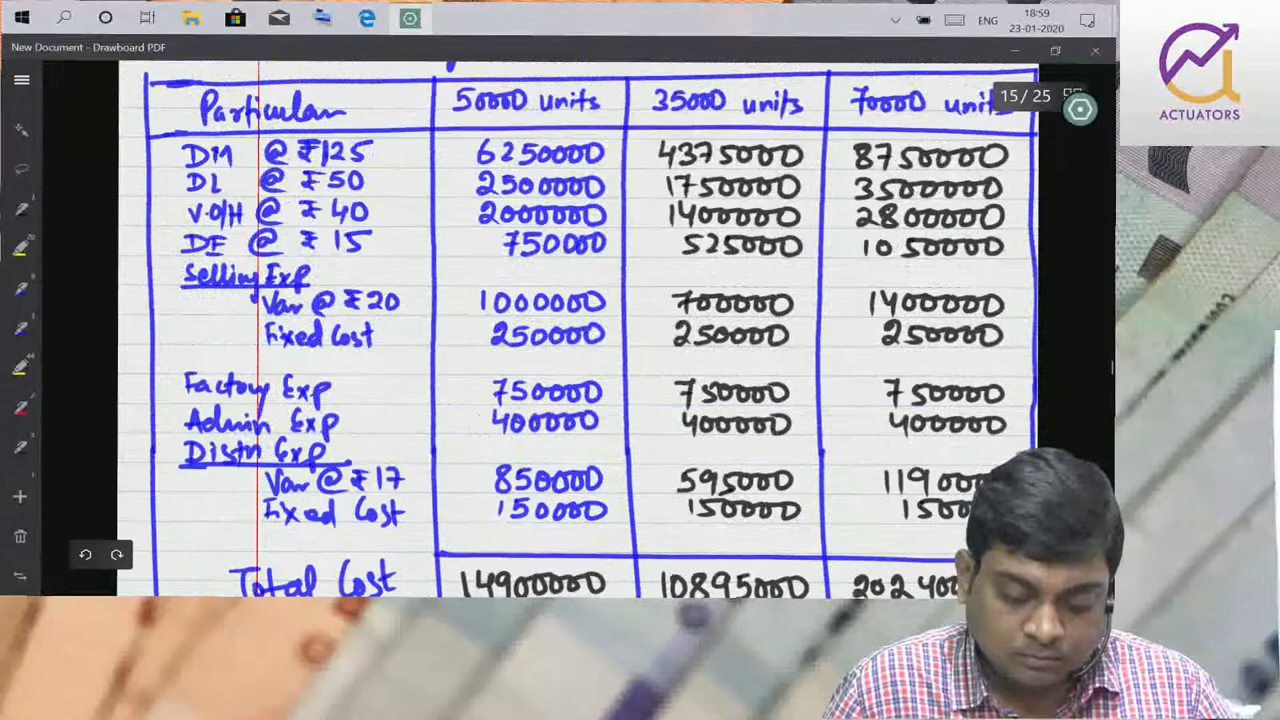 18:59
ENG
23-01-2020
New Document - Drawboard PDF
ACTUATORS
15 / 25
Particulars 50000 units 35000 units 70000
DM @ ₹125 6250000 4375000 8750000
DL @ ₹50 2500000 1750000 3500000
V.O/H @ ₹40 2000000 1400000 2800000
DE @ ₹15 750000 525000 1050000
Selling Exp
Var @ ₹20 1000000 700000 1400000
Fixed Cost 250000 250000 250000
Factory Exp 750000 750000 750000
Admin Exp 400000 400000 400000
Distn Exp
Var @ ₹17 850000 595000
Fixed Cost 150000 150000
Total Cost 14900000 10895000